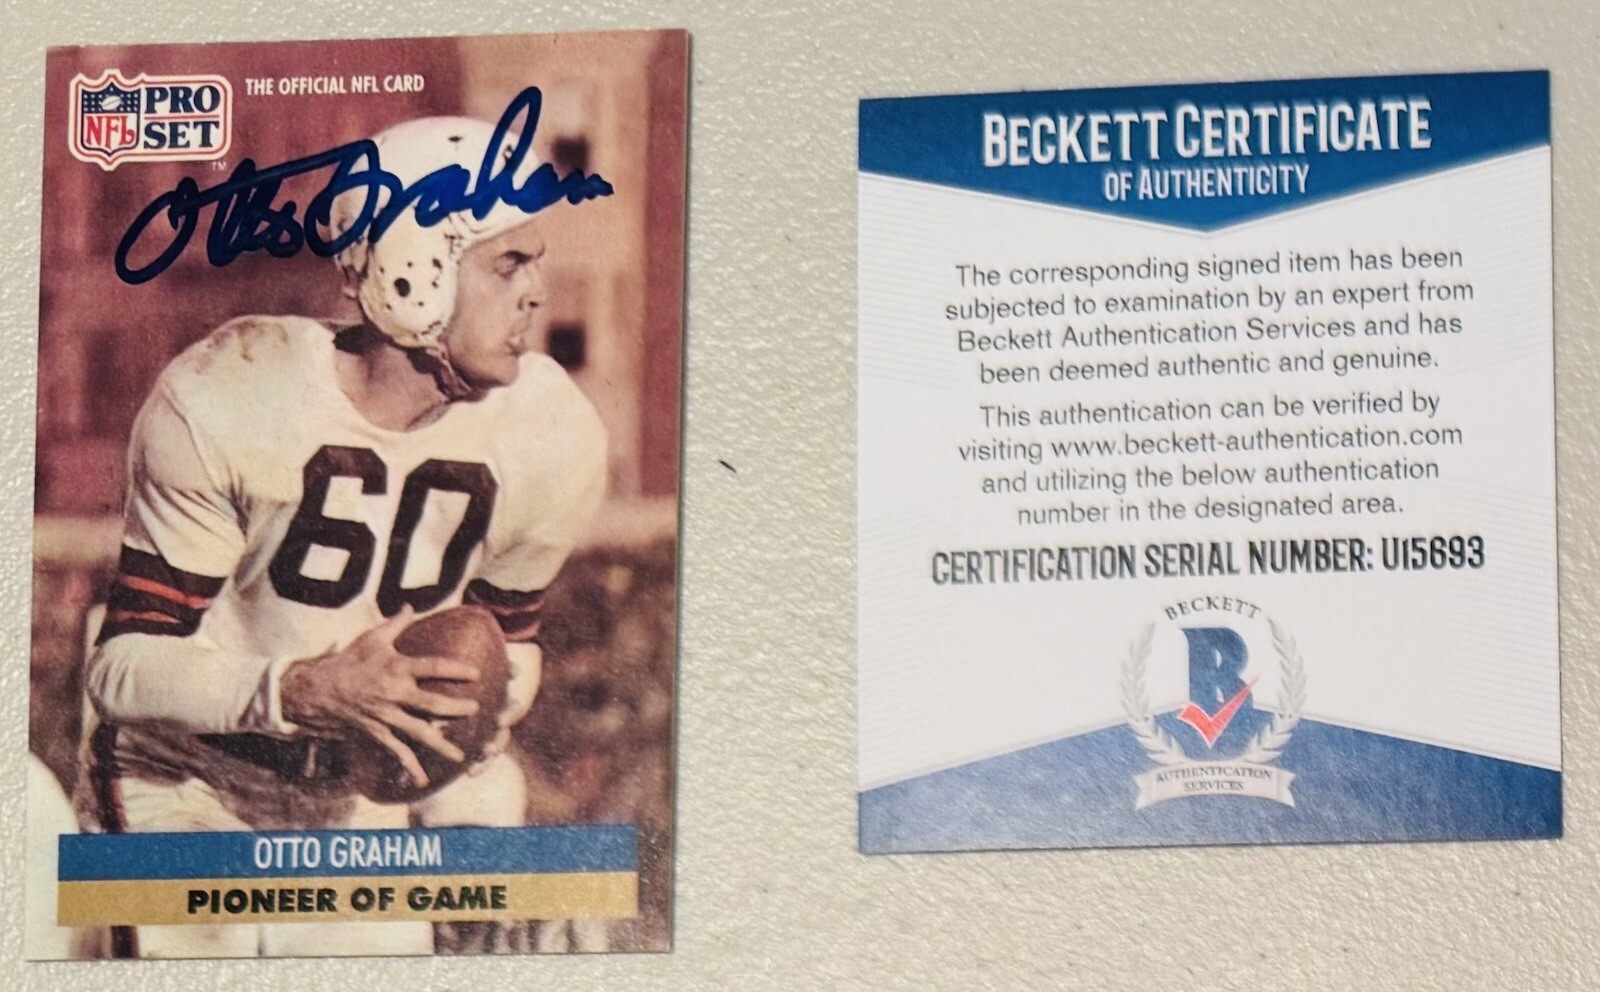 PRO
NFL SET
™
THE OFFICIAL NFL CARD
Otto Graham
60
OTTO GRAHAM
PIONEER OF GAME
BECKETT CERTIFICATE
OF AUTHENTICITY
The corresponding signed item has been
subjected to examination by an expert from
Beckett Authentication Services and has
been deemed authentic and genuine.
This authentication can be verified by
visiting www.beckett-authentication.com
and utilizing the below authentication
number in the designated area.
CERTIFICATION SERIAL NUMBER: U15693
BECKETT
B
AUTHENTICATION
SERVICES